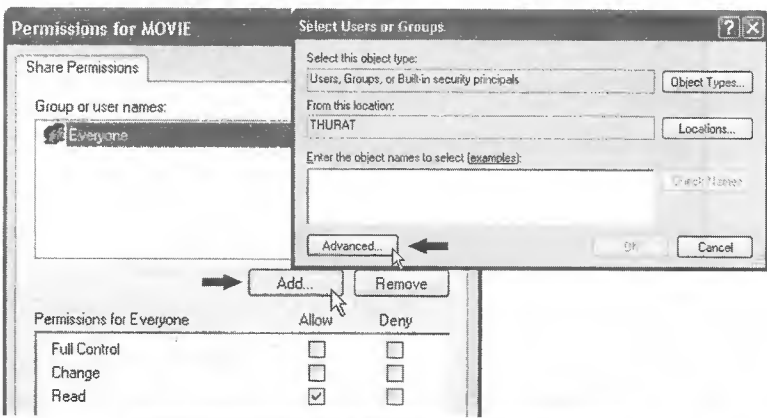 Permissions for MOVIE
Share Permissions
Group or user names:
Everyone
Add...
Remove
Permissions for Everyone
Allow
Deny
Full Control
Change
Read
Select Users or Groups
Select this object type:
Users, Groups, or Built-in security principals
Object Types...
From this location:
THURAT
Locations...
Enter the object names to select (examples):
Check Names
Advanced...
OK
Cancel